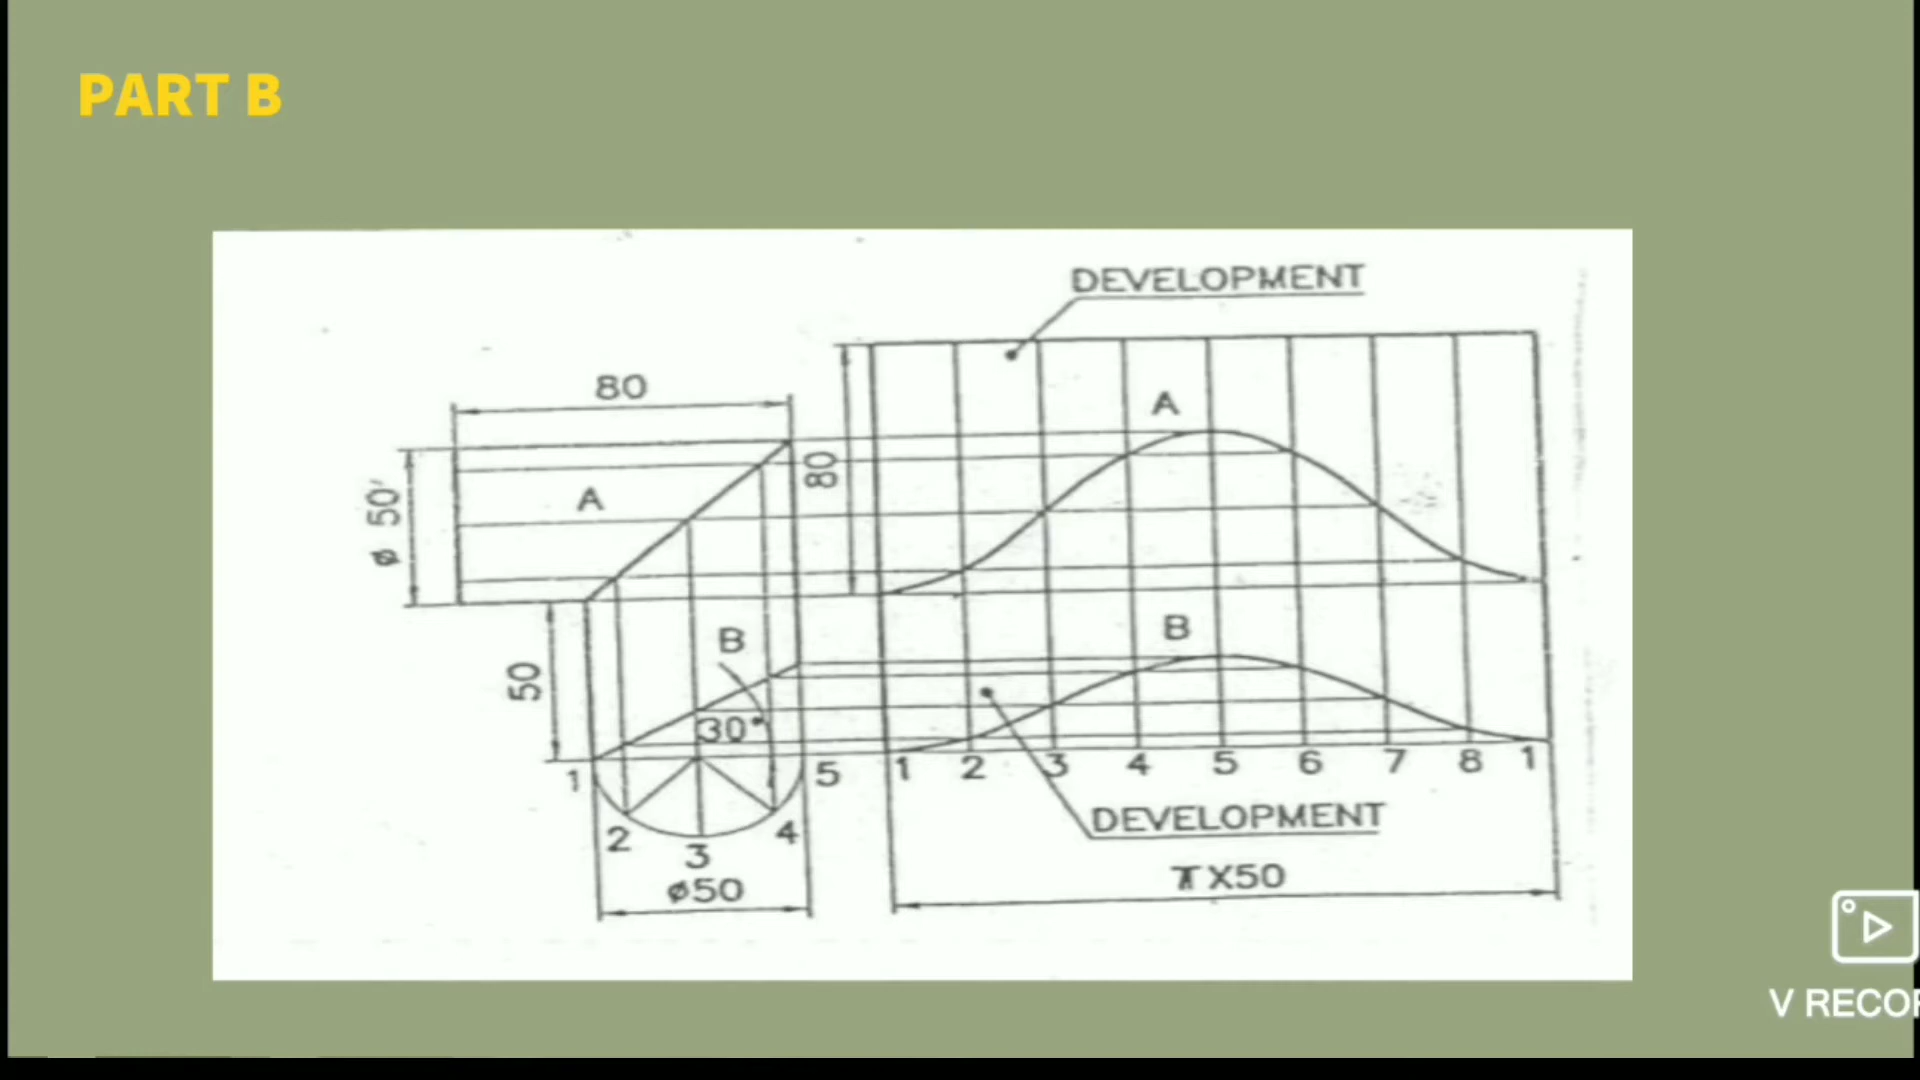 PART B
DEVELOPMENT
80
A
ø 50
A
80
B
B
50
30°
1
2
3
4
5
1 2 3 4 5 6 7 8 1
DEVELOPMENT
ø50
πX50
V RECOR